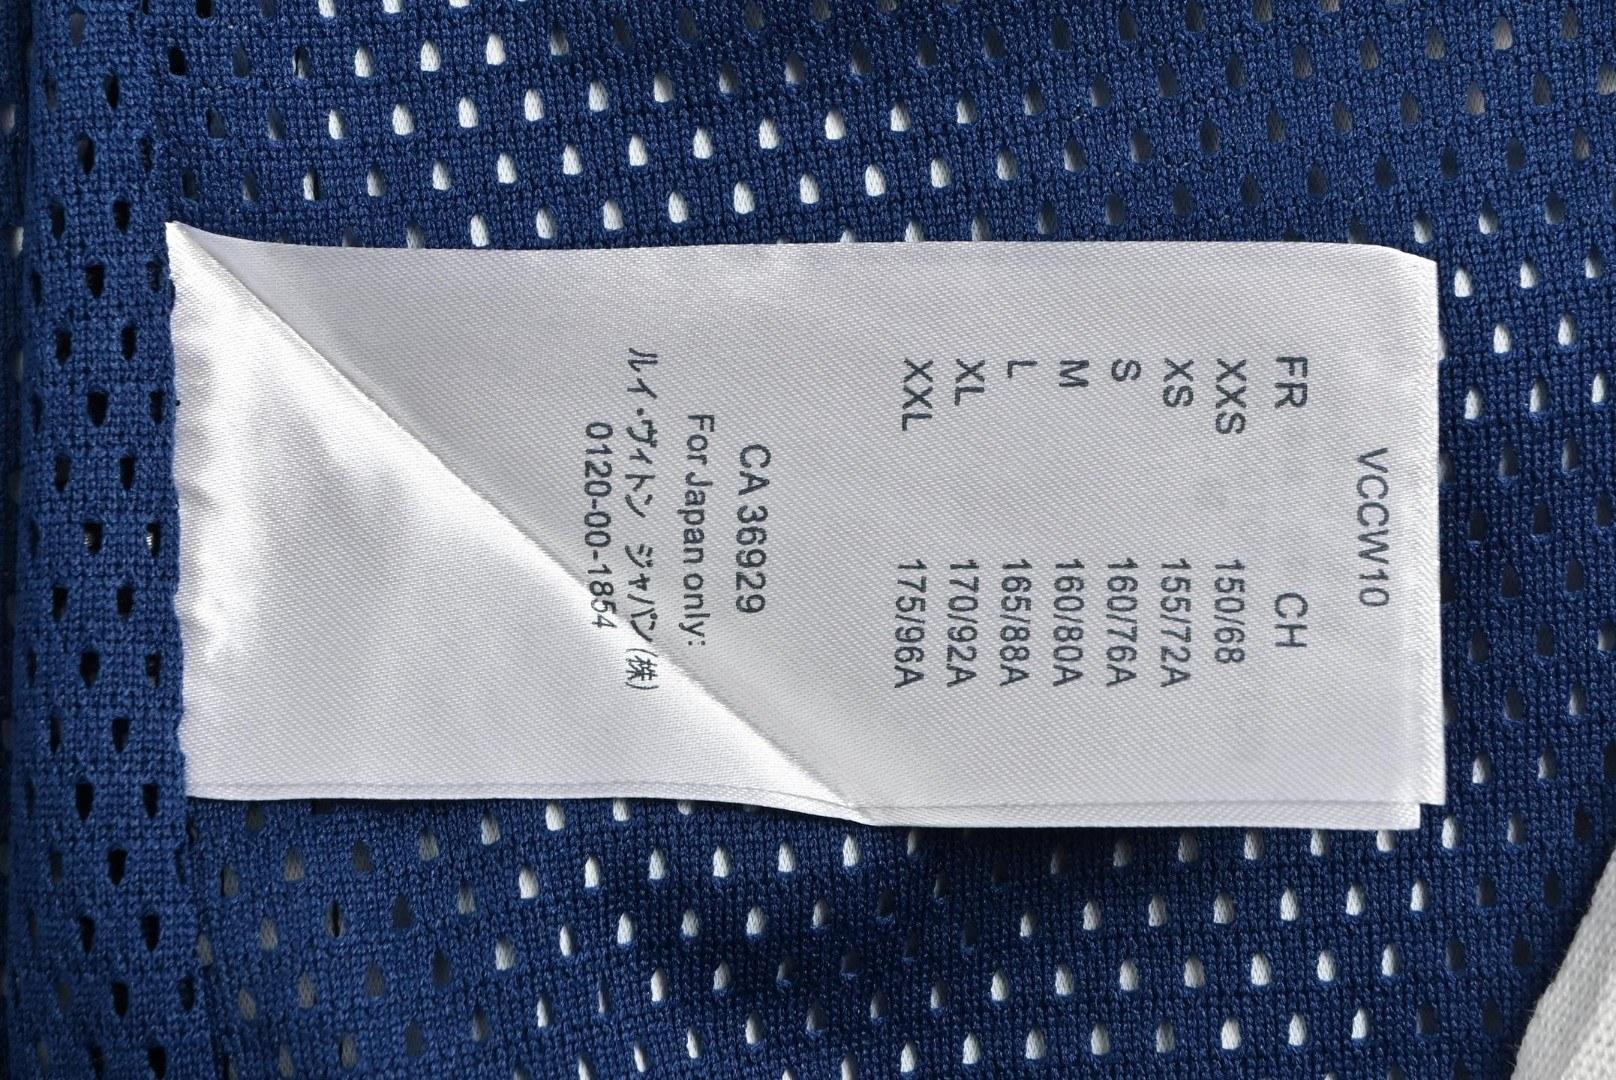 VCCW10
FR CH
XXS 150/68
XS 155/72A
S 160/76A
M 160/80A
L 165/88A
XL 170/92A
XXL 175/96A
CA 36929
For Japan only:
ルイ・ヴィトン ジャパン(株)
0120-00-1854